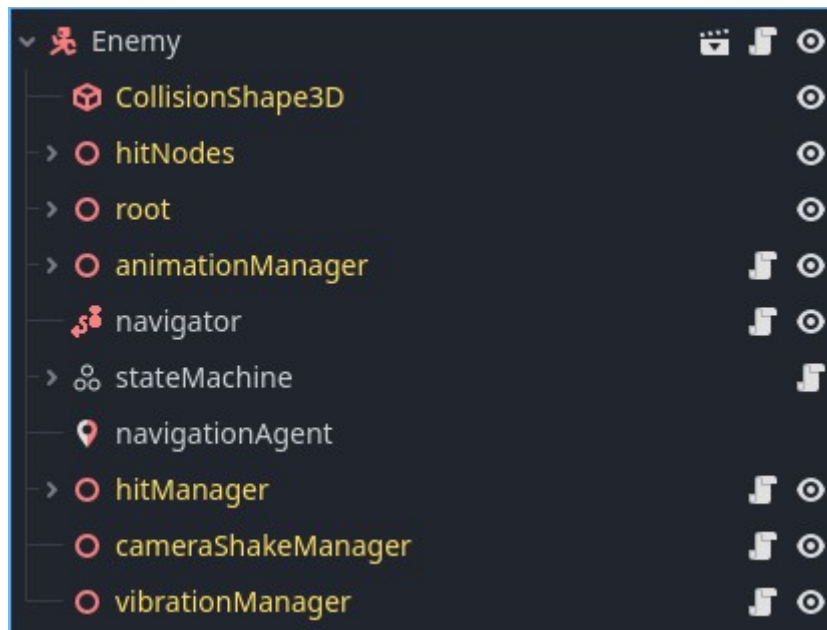 Enemy
CollisionShape3D
hitNodes
root
animationManager
navigator
stateMachine
navigationAgent
hitManager
cameraShakeManager
vibrationManager